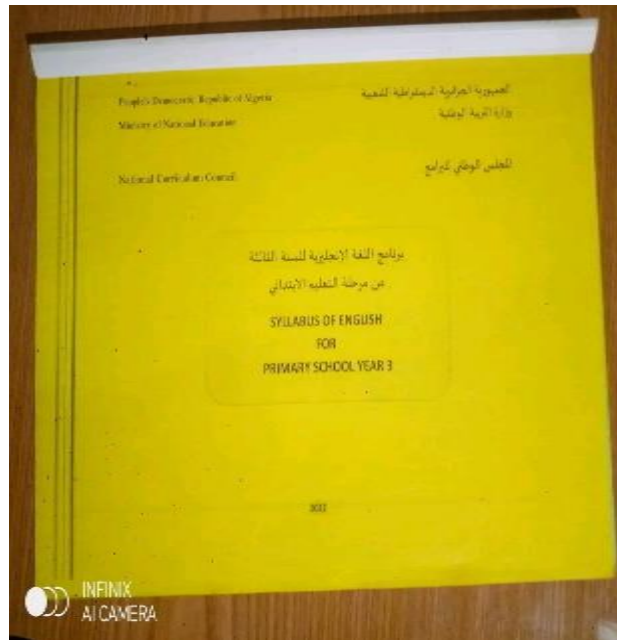 People's Democratic Republic of Algeria
الجمهورية الجزائرية الديمقراطية الشعبية
Ministry of National Education
وزارة التربية الوطنية
National Curriculum Council
المجلس الوطني للبرامج
برنامج اللغة الإنجليزية للسنة الثالثة
من مرحلة التعليم الابتدائي
SYLLABUS OF ENGLISH
FOR
PRIMARY SCHOOL YEAR 3
2022
INFINIX
AI CAMERA